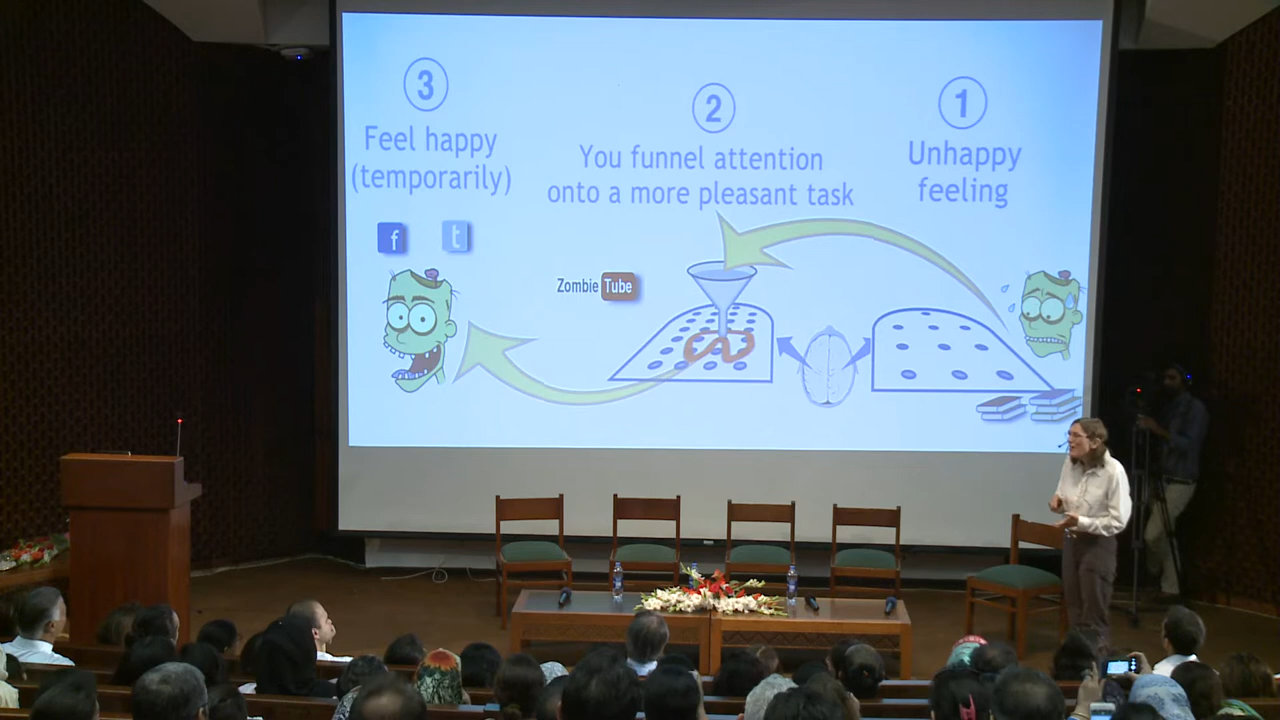 3
Feel happy
(temporarily)
f
t
2
You funnel attention
onto a more pleasant task
Zombie Tube
1
Unhappy
feeling